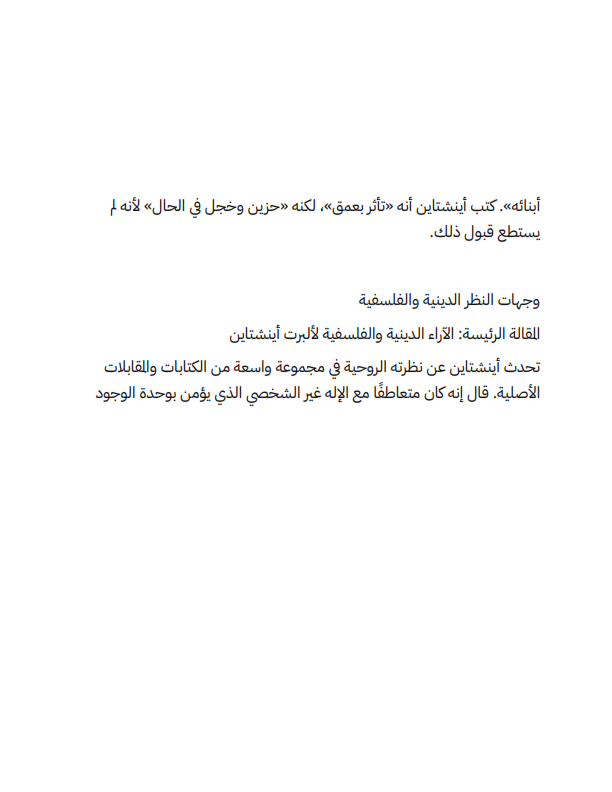 أبنائه». كتب أينشتاين أنه «تأثر بعمق»، لكنه «حزين وخجل في الحال» لأنه لم
يستطع قبول ذلك.
وجهات النظر الدينية والفلسفية
المقالة الرئيسة: الآراء الدينية والفلسفية لألبرت أينشتاين
تحدث أينشتاين عن نظرته الروحية في مجموعة واسعة من الكتابات والمقابلات
الأصلية. قال إنه كان متعاطفًا مع الإله غير الشخصي الذي يؤمن بوحدة الوجود